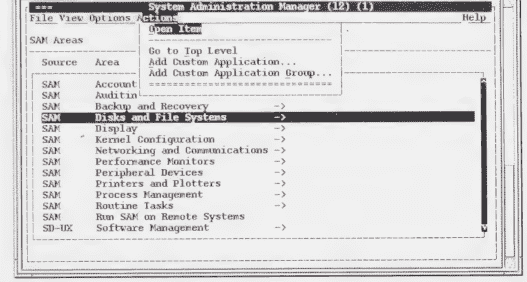 === System Administration Manager (12) (1)
File View Options Actions Help
Open Item
SAM Areas
Go to Top Level
Source Area Add Custom Application...
Add Custom Application Group...
SAM Account
SAM Auditin
SAM Backup and Recovery ->
SAM Disks and File Systems ->
SAM Display ->
SAM Kernel Configuration ->
SAM Networking and Communications ->
SAM Performance Monitors ->
SAM Peripheral Devices ->
SAM Printers and Plotters ->
SAM Process Management ->
SAM Routine Tasks ->
SAM Run SAM on Remote Systems
SD-UX Software Management ->